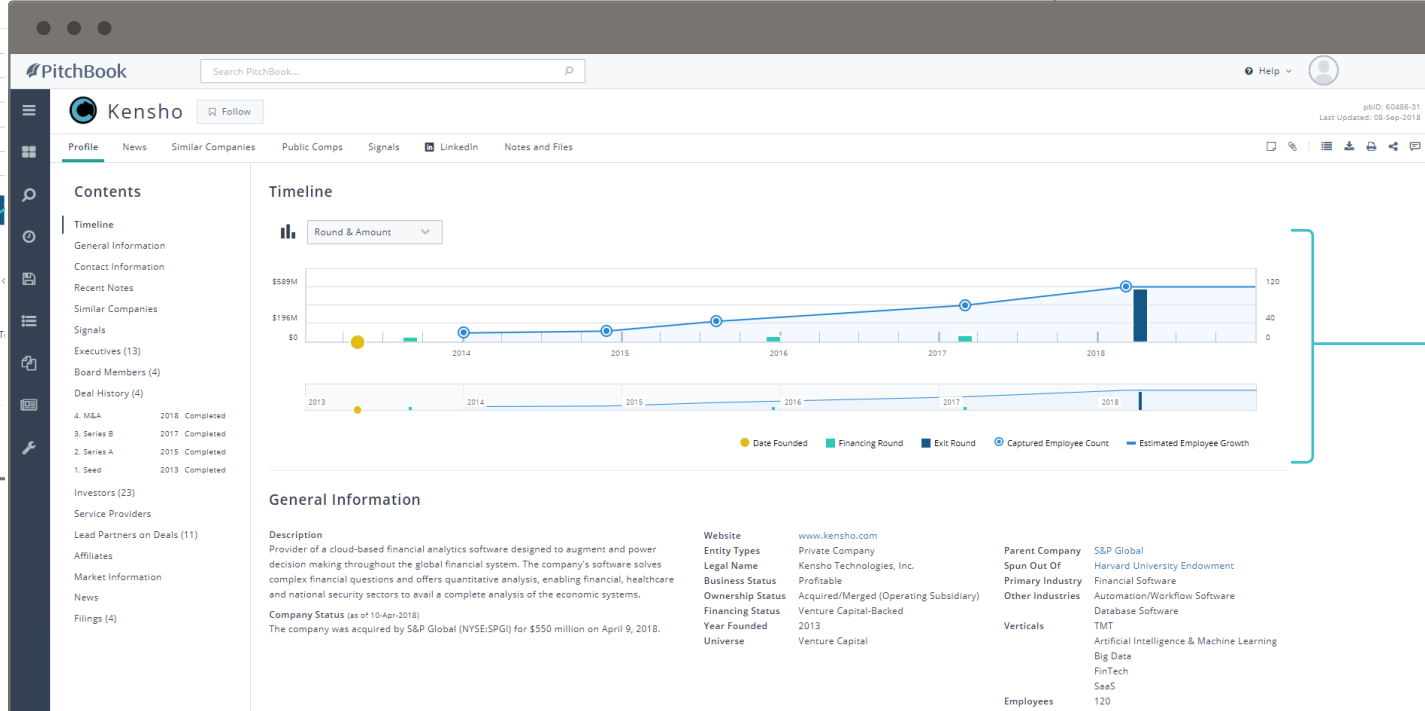 PitchBook
Search PitchBook...
Help
Kensho
Follow
pbID: 60486-31
Last Updated: 08-Sep-2018
Profile News Similar Companies Public Comps Signals LinkedIn Notes and Files
Contents
Timeline
General Information
Contact Information
Recent Notes
Similar Companies
Signals
Executives (13)
Board Members (4)
Deal History (4)
4. M&A 2018 Completed
3. Series B 2017 Completed
2. Series A 2015 Completed
1. Seed 2013 Completed
Investors (23)
Service Providers
Lead Partners on Deals (11)
Affiliates
Market Information
News
Filings (4)
Timeline
Round & Amount
$589M
$196M
$0
120
40
0
2014 2015 2016 2017 2018
2013 2014 2015 2016 2017 2018
Date Founded Financing Round Exit Round Captured Employee Count Estimated Employee Growth
General Information
Description
Provider of a cloud-based financial analytics software designed to augment and power
decision making throughout the global financial system. The company's software solves
complex financial questions and offers quantitative analysis, enabling financial, healthcare
and national security sectors to avail a complete analysis of the economic systems.
Company Status (as of 10-Apr-2018)
The company was acquired by S&P Global (NYSE:SPGI) for $550 million on April 9, 2018.
Website www.kensho.com
Entity Types Private Company
Legal Name Kensho Technologies, Inc.
Business Status Profitable
Ownership Status Acquired/Merged (Operating Subsidiary)
Financing Status Venture Capital-Backed
Year Founded 2013
Universe Venture Capital
Parent Company S&P Global
Spun Out Of Harvard University Endowment
Primary Industry Financial Software
Other Industries Automation/Workflow Software
Database Software
Verticals TMT
Artificial Intelligence & Machine Learning
Big Data
FinTech
SaaS
Employees 120